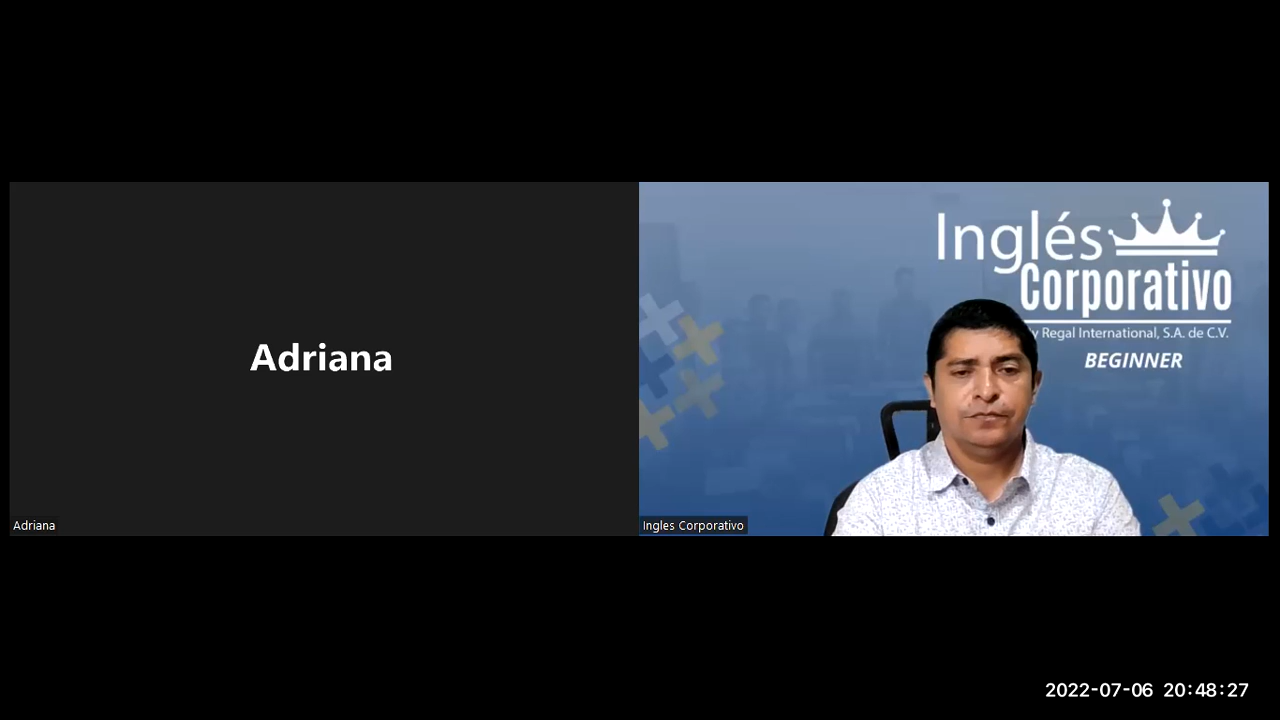 Adriana
Adriana
Inglés
Corporativo
y Regal International, S.A. de C.V.
BEGINNER
Ingles Corporativo
2022-07-06 20:48:27